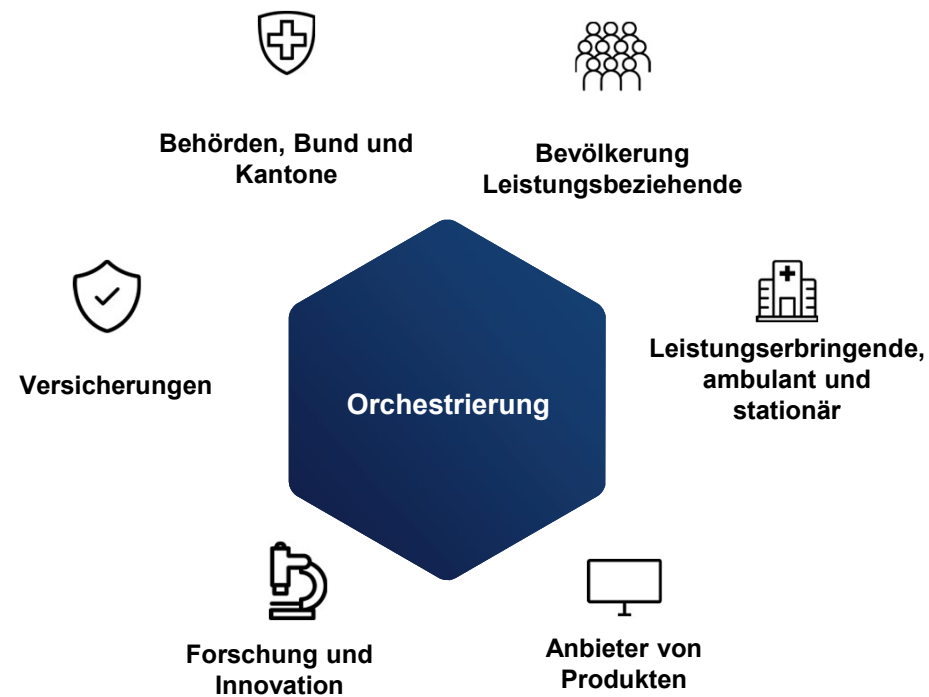 Behörden, Bund und
Kantone
Bevölkerung
Leistungsbeziehende
Versicherungen
Orchestrierung
Leistungserbringende,
ambulant und
stationär
Forschung und
Innovation
Anbieter von
Produkten